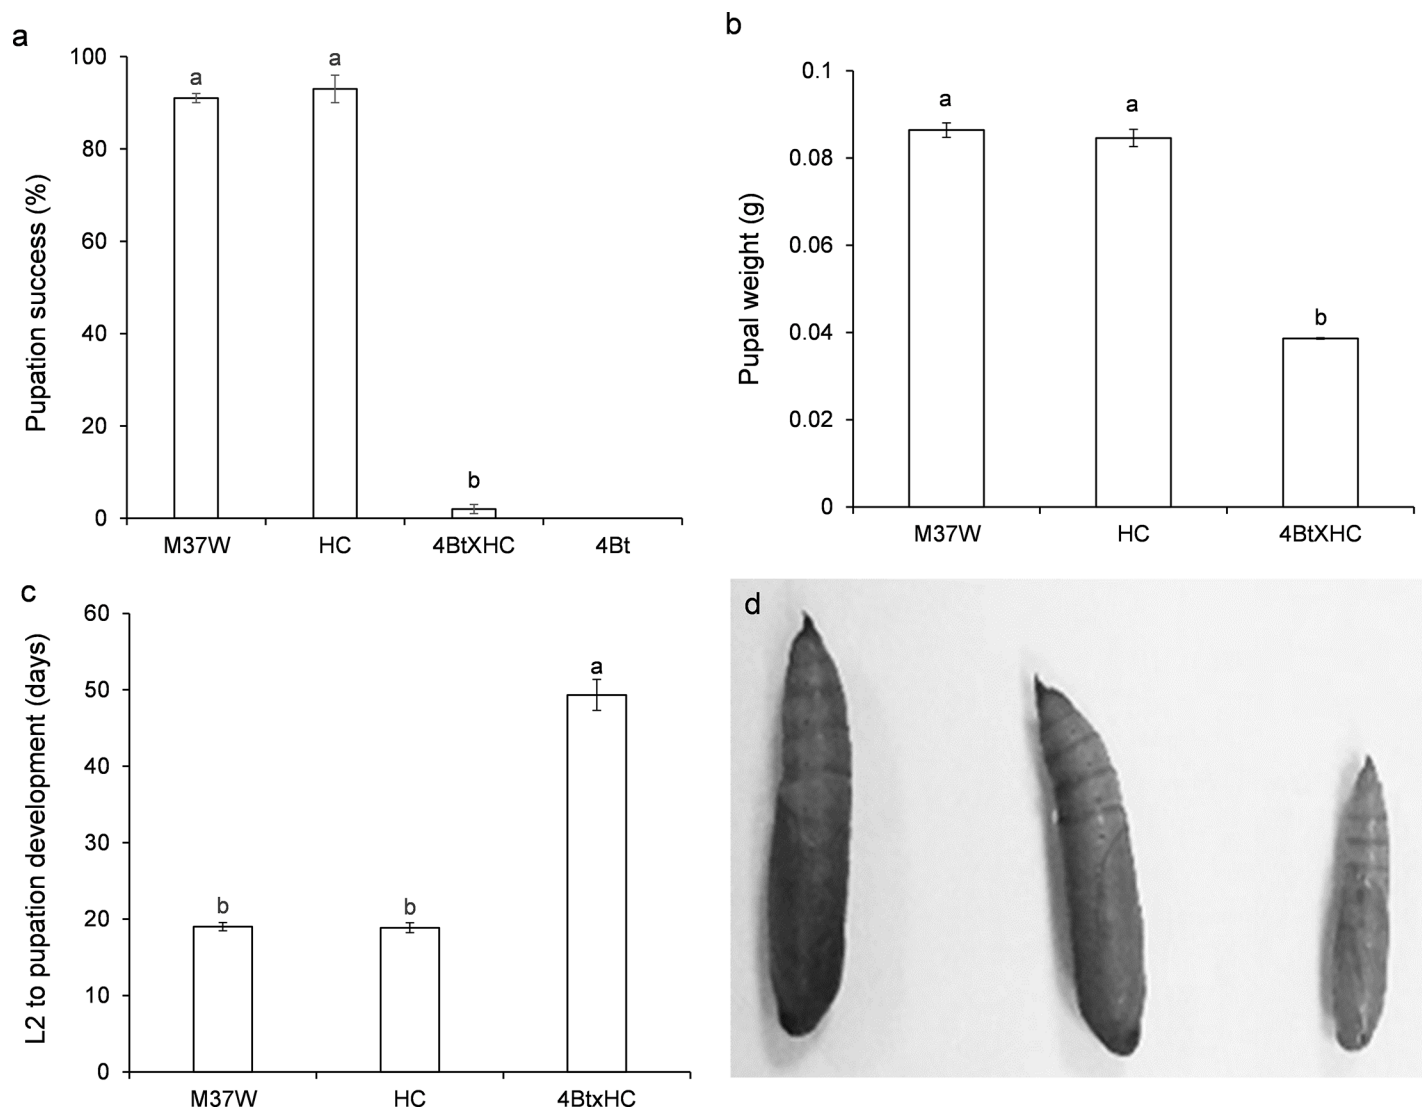 a
Pupation success (%)
100
80
60
40
20
0
a
a
b
M37W HC 4BtXHC 4Bt
b
Pupal weight (g)
0.1
0.08
0.06
0.04
0.02
0
a
a
b
M37W HC 4BtXHC
c
L2 to pupation development (days)
60
50
40
30
20
10
0
b
b
a
M37W HC 4BtxHC
d